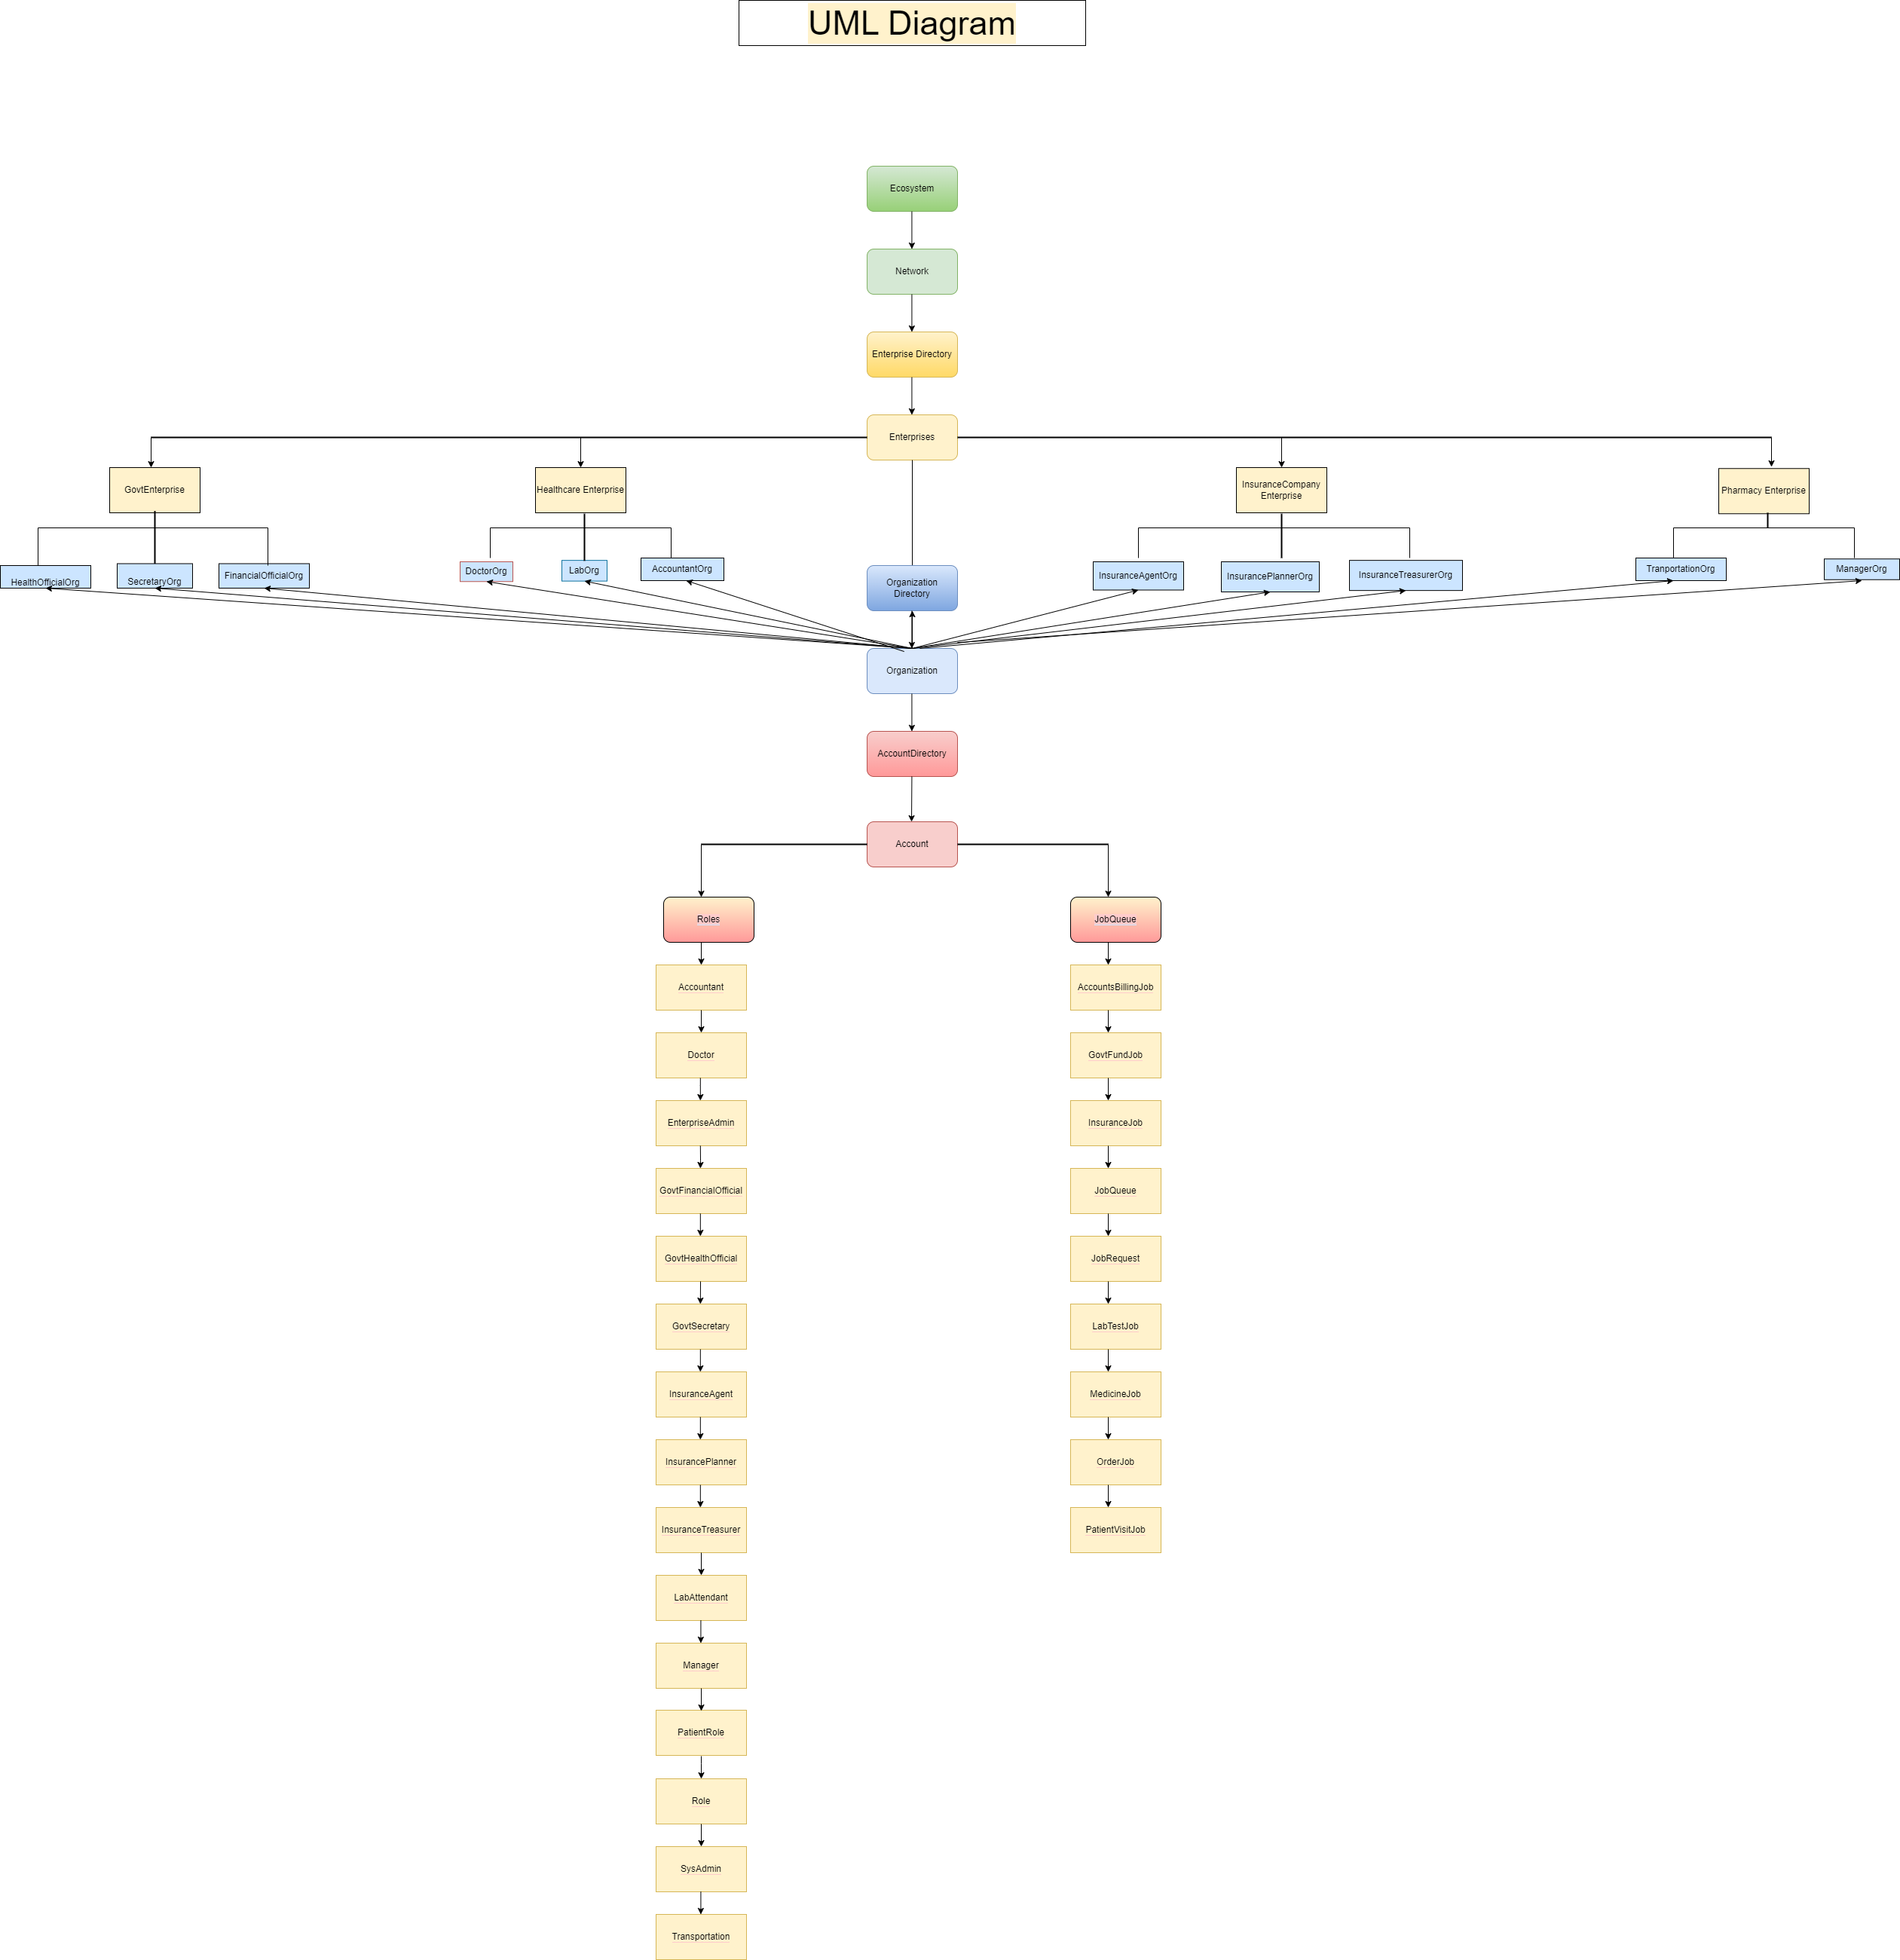 UML Diagram
Ecosystem
Network
Enterprise Directory
Enterprises
GovtEnterprise
Healthcare Enterprise
InsuranceCompany
Enterprise
Pharmacy Enterprise
HealthOfficialOrg
SecretaryOrg
FinancialOfficialOrg
DoctorOrg
LabOrg
AccountantOrg
Organization
Directory
InsuranceAgentOrg
InsurancePlannerOrg
InsuranceTreasurerOrg
TranportationOrg
ManagerOrg
Organization
AccountDirectory
Account
Roles
JobQueue
Accountant
Doctor
EnterpriseAdmin
GovtFinancialOfficial
GovtHealthOfficial
GovtSecretary
InsuranceAgent
InsurancePlanner
InsuranceTreasurer
LabAttendant
Manager
PatientRole
Role
SysAdmin
Transportation
AccountsBillingJob
GovtFundJob
InsuranceJob
JobQueue
JobRequest
LabTestJob
MedicineJob
OrderJob
PatientVisitJob